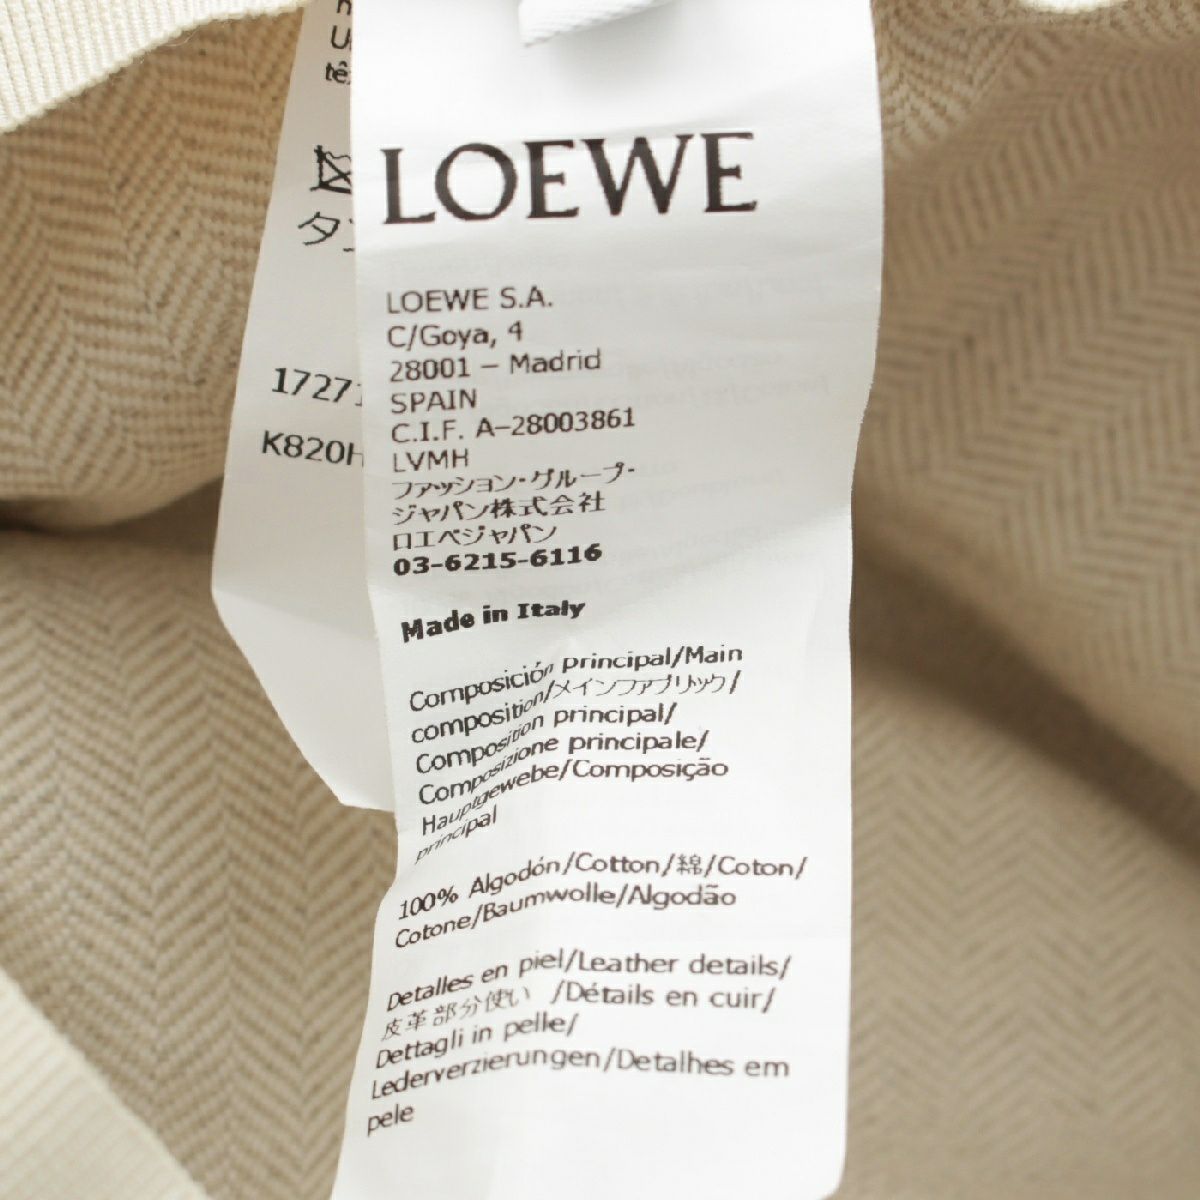 U
タ
17271
K820H
LOEWE
LOEWE S.A.
C/Goya, 4
28001 – Madrid
SPAIN
C.I.F. A–28003861
LVMH
ファッション・グループ・
ジャパン株式会社
ロエベジャパン
03-6215-6116
Made in Italy
Composición principal/Main
composition/メインファブリック/
Composition principal/
Composizione principale/
Hauptgewebe/Composição
principal
100% Algodón/Cotton/綿/Coton/
Cotone/Baumwolle/Algodão
Detalles en piel/Leather details/
皮革部分使い /Détails en cuir/
Dettagli in pelle/
Lederverzierungen/Detalhes em
pele